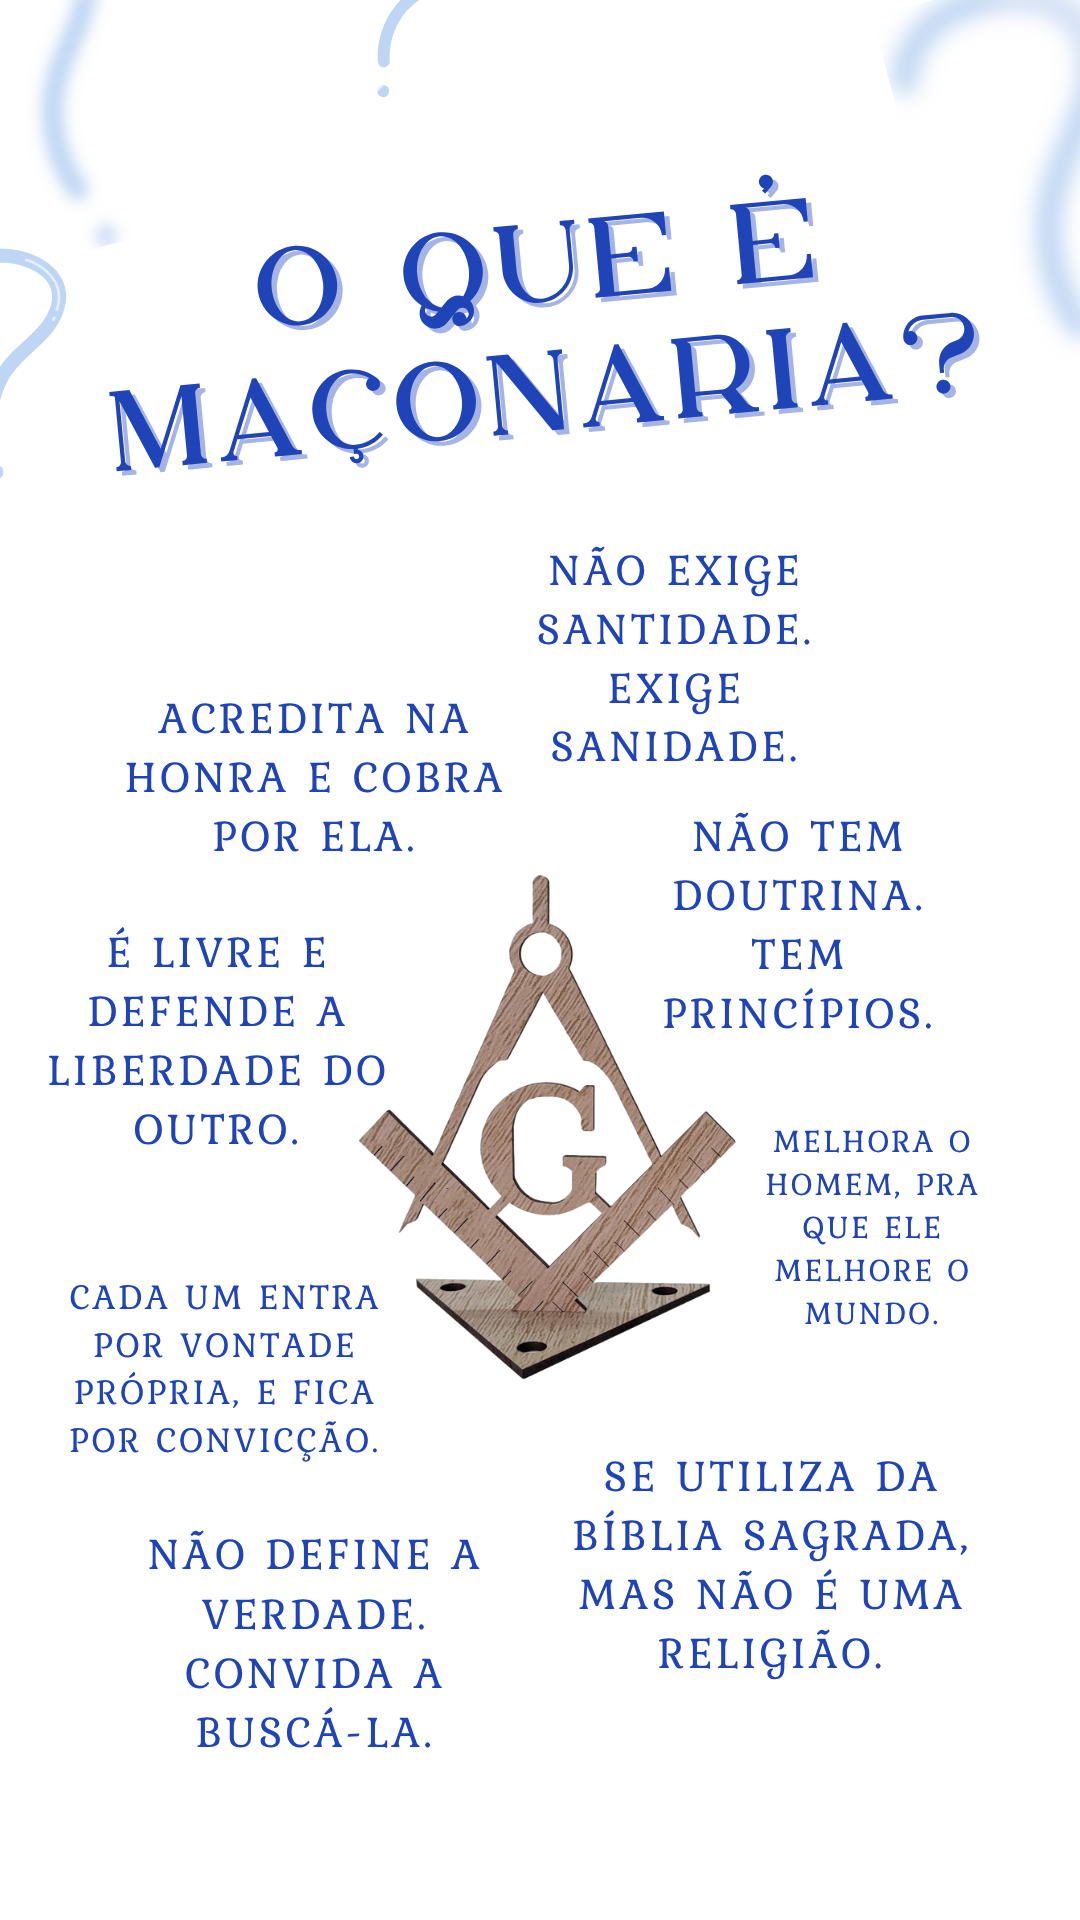 O QUE É
MAÇONARIA?
NÃO EXIGE
SANTIDADE.
EXIGE
SANIDADE.
ACREDITA NA
HONRA E COBRA
POR ELA.
NÃO TEM
DOUTRINA.
TEM
PRINCÍPIOS.
É LIVRE E
DEFENDE A
LIBERDADE DO
OUTRO.
G
MELHORA O
HOMEM, PRA
QUE ELE
MELHORE O
MUNDO.
CADA UM ENTRA
POR VONTADE
PRÓPRIA, E FICA
POR CONVICÇÃO.
SE UTILIZA DA
BÍBLIA SAGRADA,
MAS NÃO É UMA
RELIGIÃO.
NÃO DEFINE A
VERDADE.
CONVIDA A
BUSCÁ-LA.